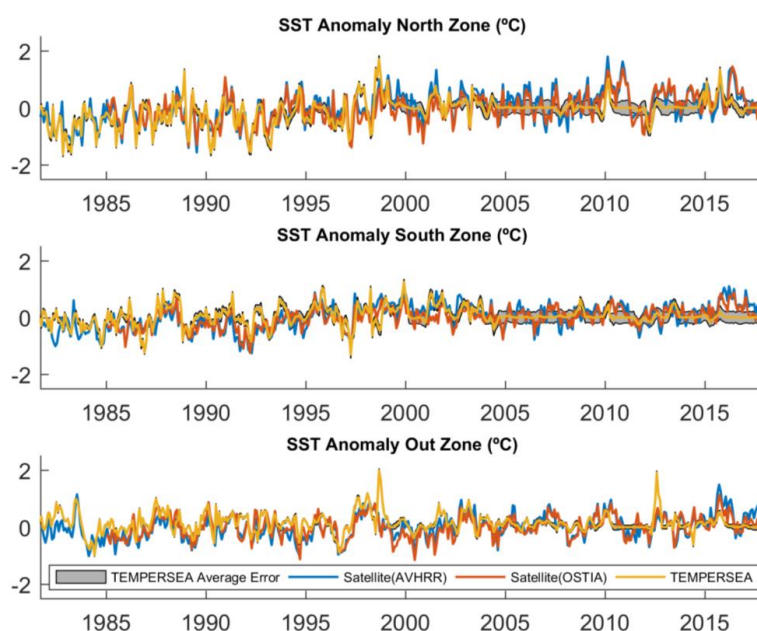 SST Anomaly North Zone (ºC)
2
0
-2
1985 1990 1995 2000 2005 2010 2015
SST Anomaly South Zone (ºC)
2
0
-2
1985 1990 1995 2000 2005 2010 2015
SST Anomaly Out Zone (ºC)
2
0
-2
TEMPERSEA Average Error Satellite(AVHRR) Satellite(OSTIA) TEMPERSEA
1985 1990 1995 2000 2005 2010 2015